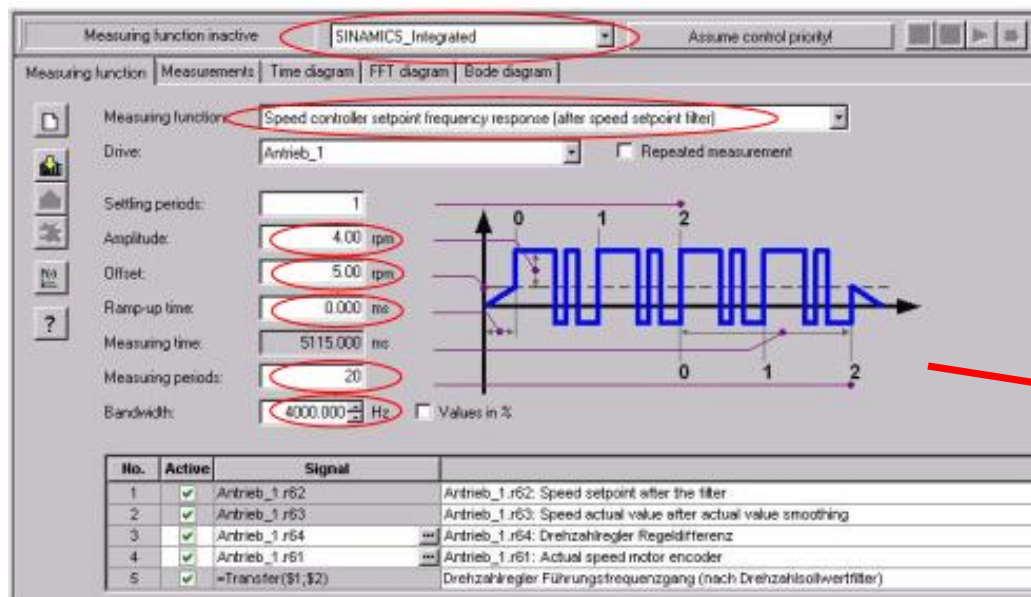 Measuring function inactive SINAMICS_Integrated Assume control priority!
Measuring function Measurements Time diagram FFT diagram Bode diagram
Measuring function: Speed controller setpoint frequency response (after speed setpoint filter)
Drive: Antrieb_1 Repeated measurement
Settling periods: 1
Amplitude: 4.00 rpm
Offset: 5.00 rpm
Ramp-up time: 0.000 ms
Measuring time: 5115.000 ms
Measuring periods: 20
Bandwidth: 4000.000 Hz Values in %
0 1 2
0 1 2
?
No. Active Signal
1 Antrieb_1.r62 Antrieb_1.r62: Speed setpoint after the filter
2 Antrieb_1.r63 Antrieb_1.r63: Speed actual value after actual value smoothing
3 Antrieb_1.r64 ... Antrieb_1.r64: Drehzahlregler Regeldifferenz
4 Antrieb_1.r61 ... Antrieb_1.r61: Actual speed motor encoder
5 =Transfer($1;$2) Drehzahlregler Führungsfrequenzgang (nach Drehzahlsollwertfilter)